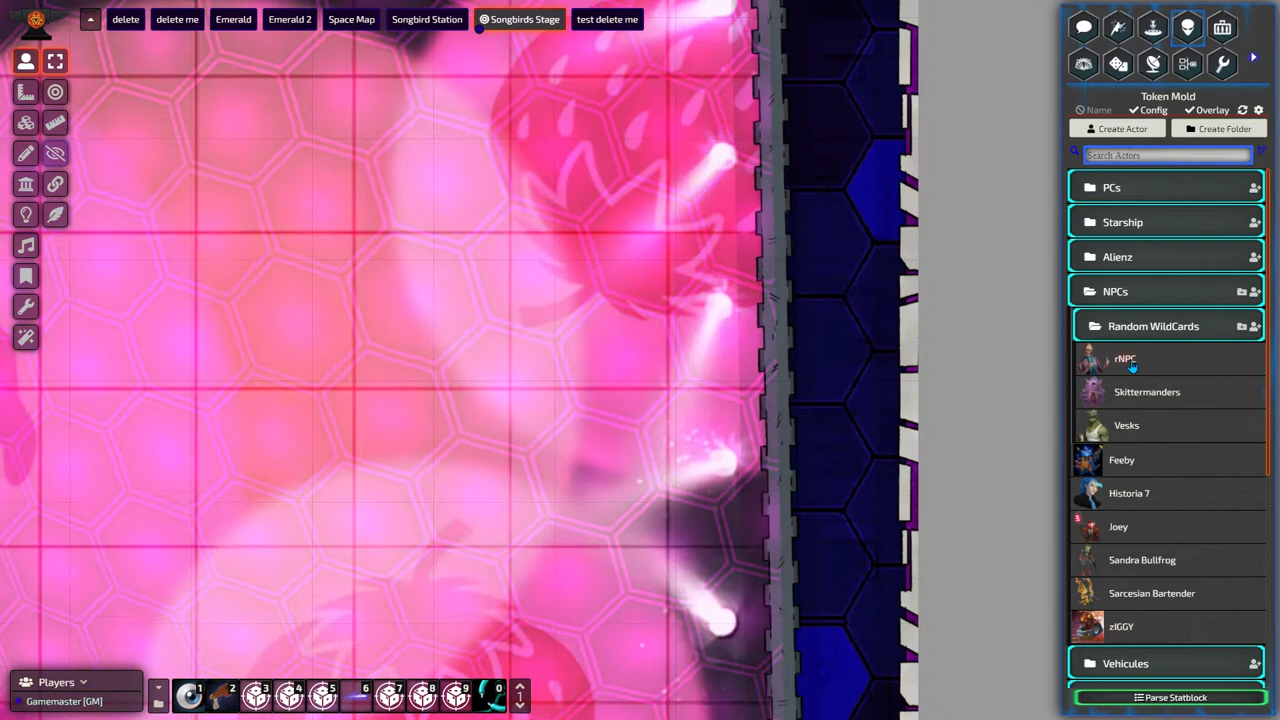 delete
delete me
Emerald
Emerald 2
Space Map
Songbird Station
Songbirds Stage
test delete me
Token Mold
Name
Config
Overlay
Create Actor
Create Folder
Search Actors
PCs
Starship
Alienz
NPCs
Random WildCards
rNPC
Skittermanders
Vesks
Feeby
Historia 7
Joey
Sandra Bullfrog
Sarcesian Bartender
zIGGY
Vehicules
Parse Statblock
Players
Gamemaster [GM]
1
2
3
4
5
6
7
8
9
0
1